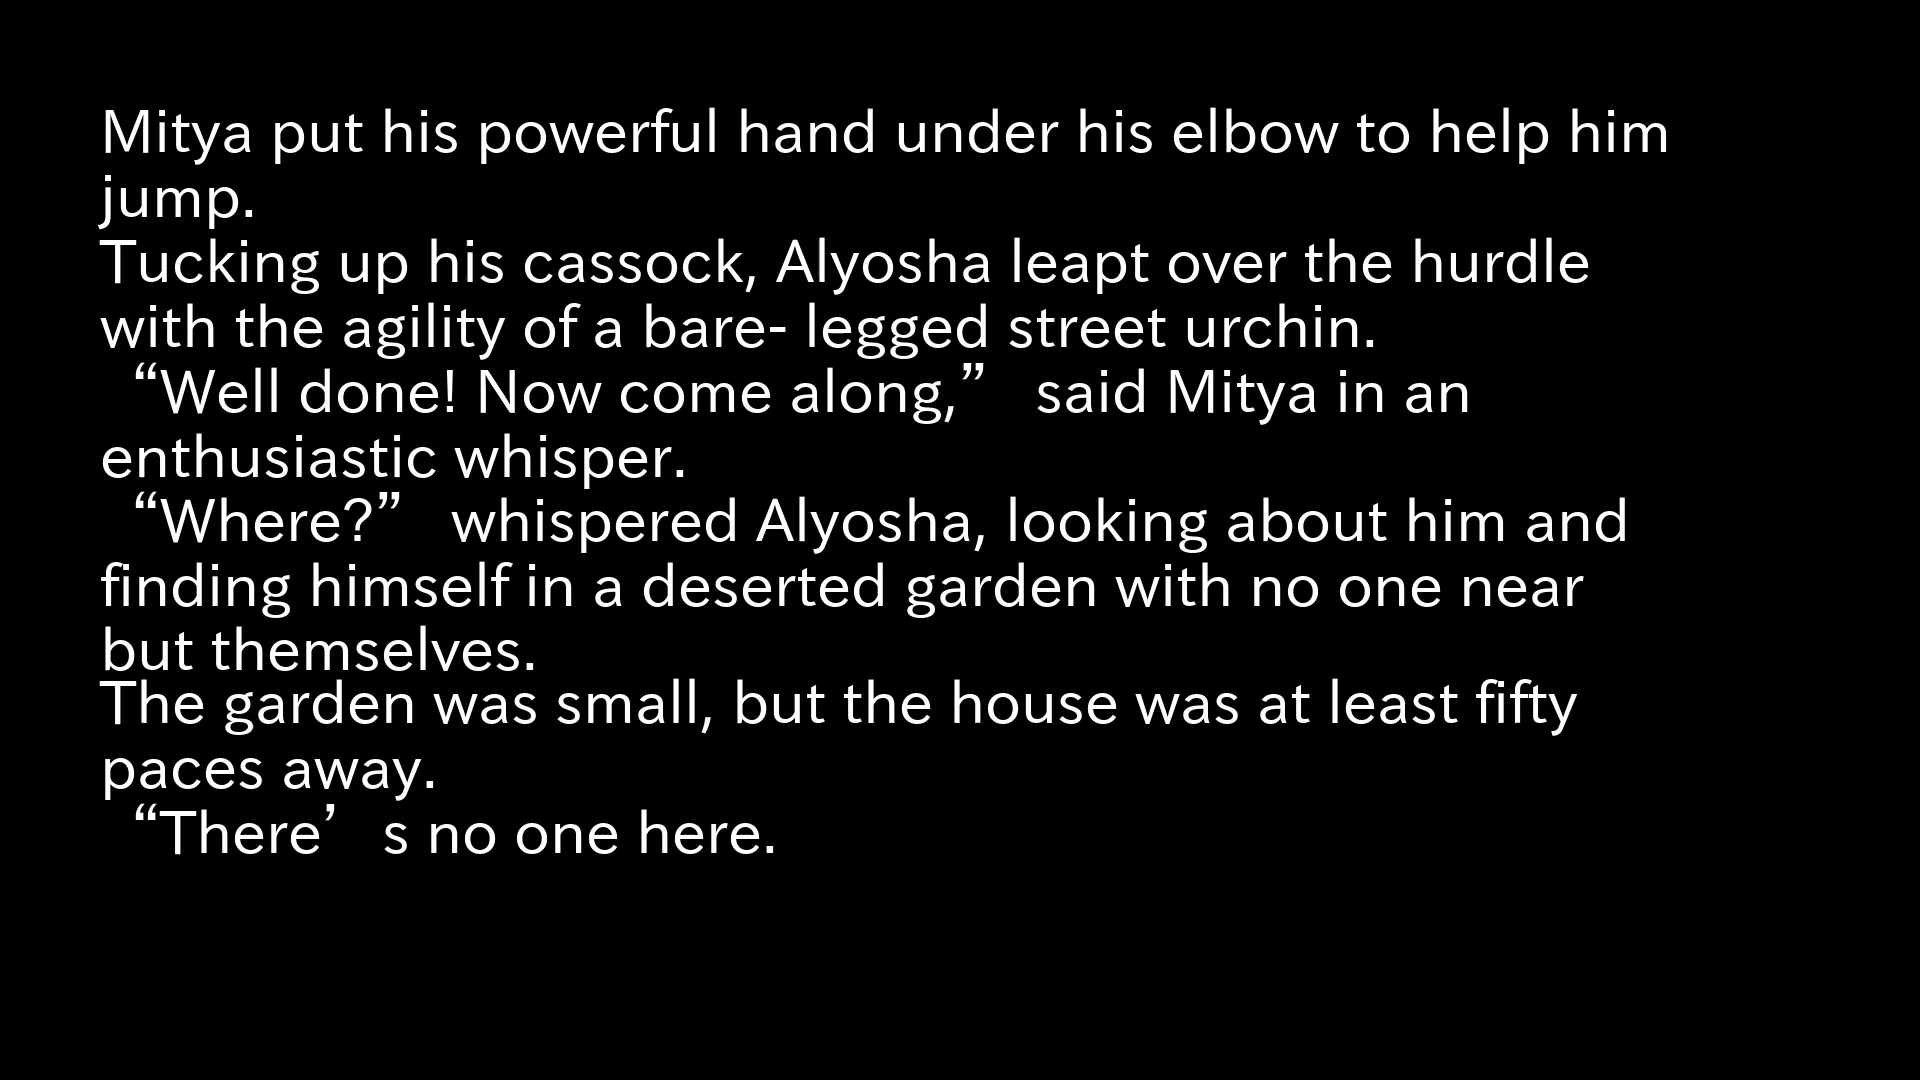 Mitya put his powerful hand under his elbow to help him
jump.
Tucking up his cassock, Alyosha leapt over the hurdle
with the agility of a bare- legged street urchin.
“Well done! Now come along,” said Mitya in an
enthusiastic whisper.
“Where?” whispered Alyosha, looking about him and
finding himself in a deserted garden with no one near
but themselves.
The garden was small, but the house was at least fifty
paces away.
“There’s no one here.